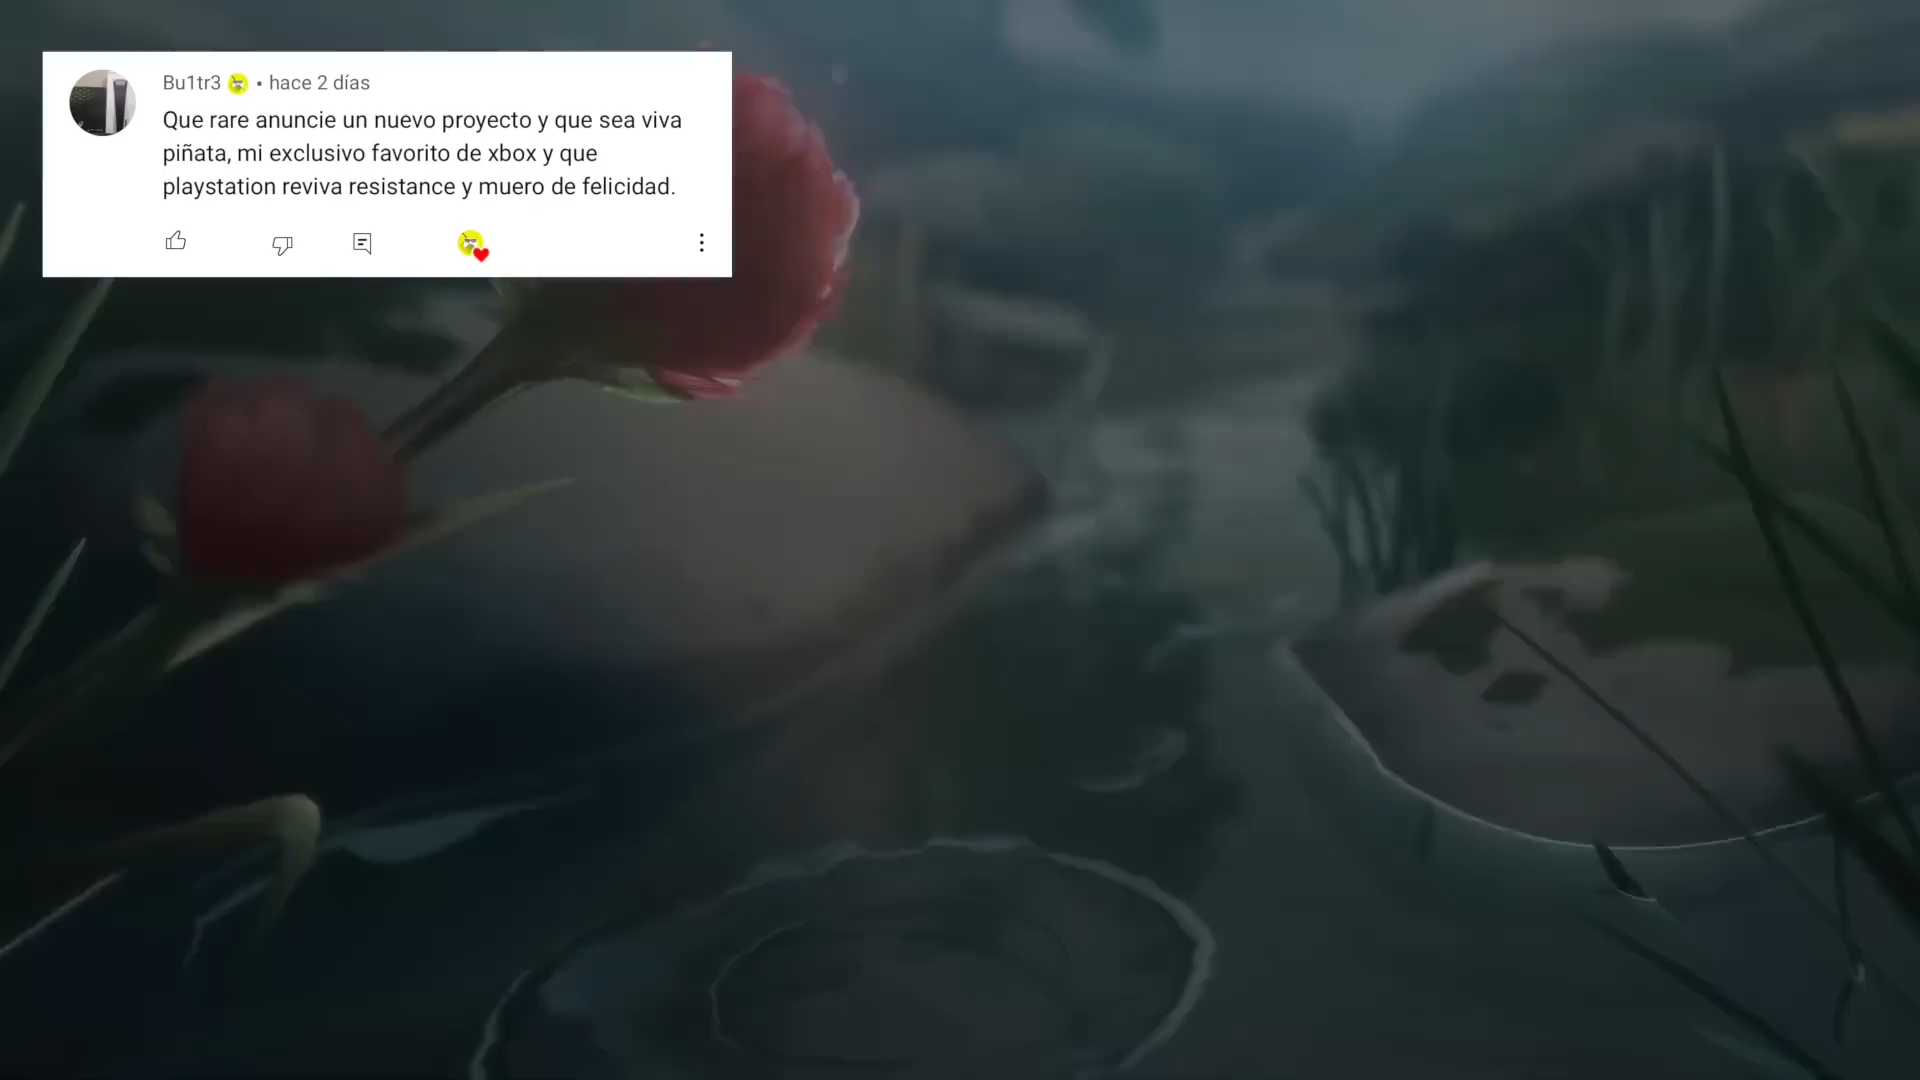 Bu1tr3 • hace 2 días
Que rare anuncie un nuevo proyecto y que sea viva
piñata, mi exclusivo favorito de xbox y que
playstation reviva resistance y muero de felicidad.